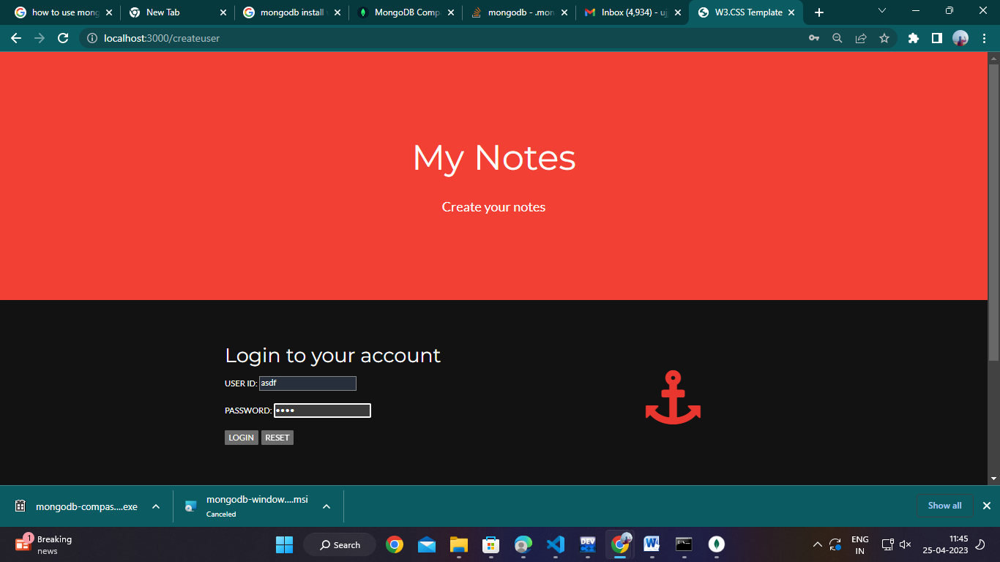 how to use mong
New Tab
mongodb install
MongoDB Comp
mongodb - .mon
Inbox (4,934) - uj
W3.CSS Template
localhost:3000/createuser
My Notes
Create your notes
Login to your account
USER ID: asdf
PASSWORD: ••••
LOGIN RESET
mongodb-compas....exe
mongodb-window....msi
Canceled
Show all
1
Breaking
news
Search
DEV
ENG
IN
11:45
25-04-2023